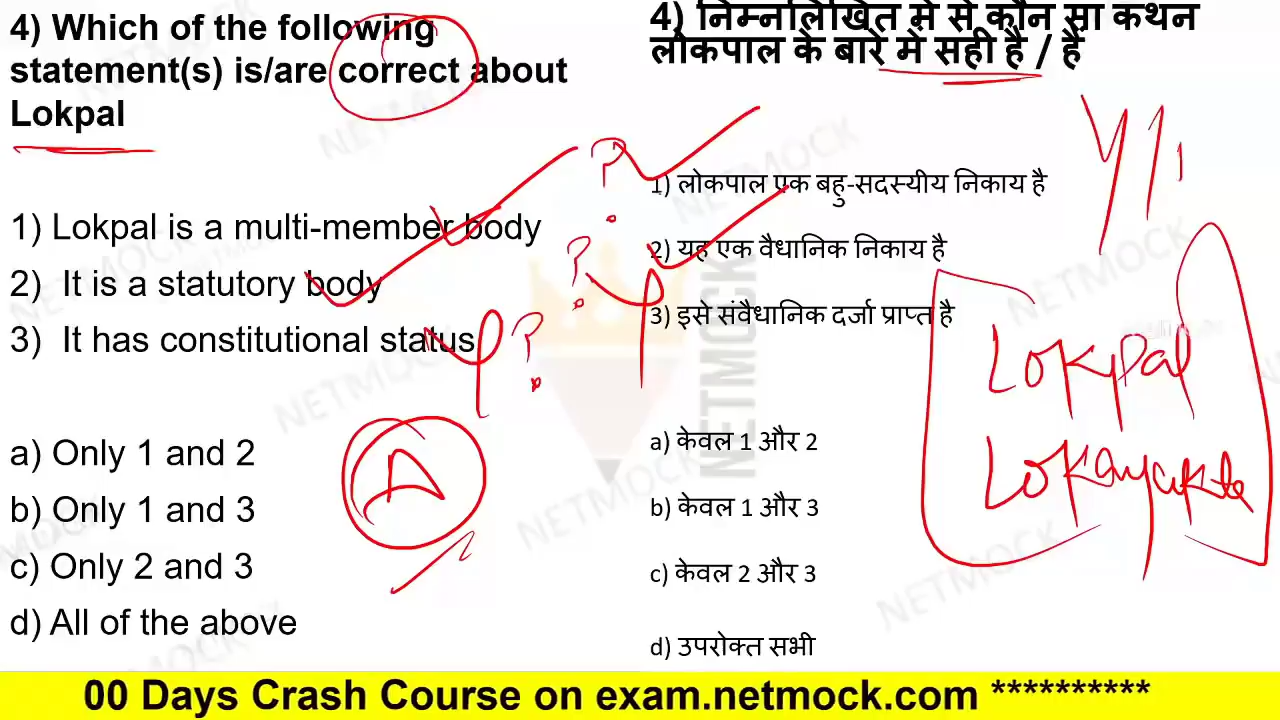 4) Which of the following
statement(s) is/are correct about
Lokpal
1) Lokpal is a multi-member body
2) It is a statutory body
3) It has constitutional status
a) Only 1 and 2
b) Only 1 and 3
c) Only 2 and 3
d) All of the above
4) निम्नलिखित में से कौन सा कथन
लोकपाल के बारे में सही है / हैं
1) लोकपाल एक बहु-सदस्यीय निकाय है
2) यह एक वैधानिक निकाय है
3) इसे संवैधानिक दर्जा प्राप्त है
a) केवल 1 और 2
b) केवल 1 और 3
c) केवल 2 और 3
d) उपरोक्त सभी
?
?
?
A
Lokpal
Lokayukta
NETMOCK
00 Days Crash Course on exam.netmock.com **********